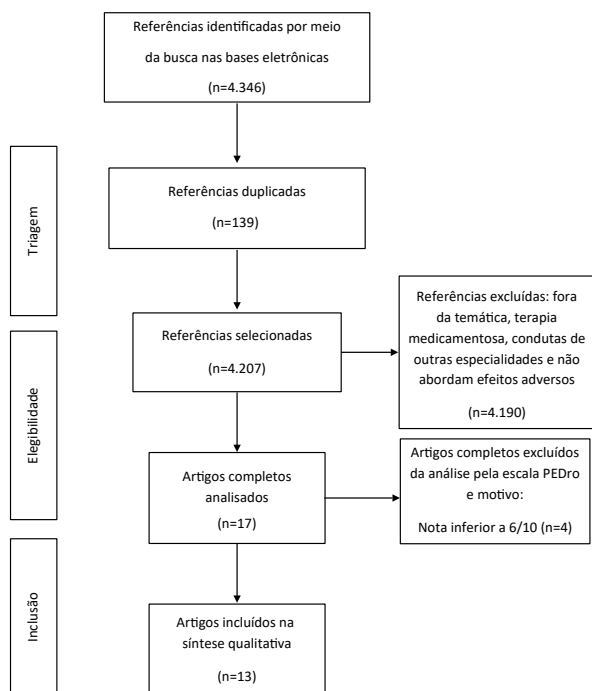 Referências identificadas por meio
da busca nas bases eletrônicas
(n=4.346)
Triagem
Referências duplicadas
(n=139)
Referências selecionadas
(n=4.207)
Referências excluídas: fora
da temática, terapia
medicamentosa, condutas de
outras especialidades e não
abordam efeitos adversos
(n=4.190)
Elegibilidade
Artigos completos
analisados
(n=17)
Artigos completos excluídos
da análise pela escala PEDro
e motivo:
Nota inferior a 6/10 (n=4)
Inclusão
Artigos incluídos na
síntese qualitativa
(n=13)